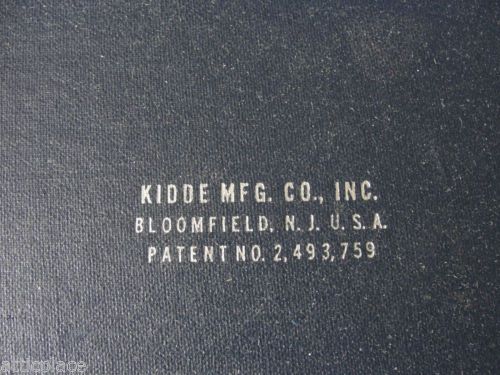 KIDDE MFG. CO., INC.
BLOOMFIELD, N. J. U. S. A.
PATENT NO. 2,493,759
atticplace